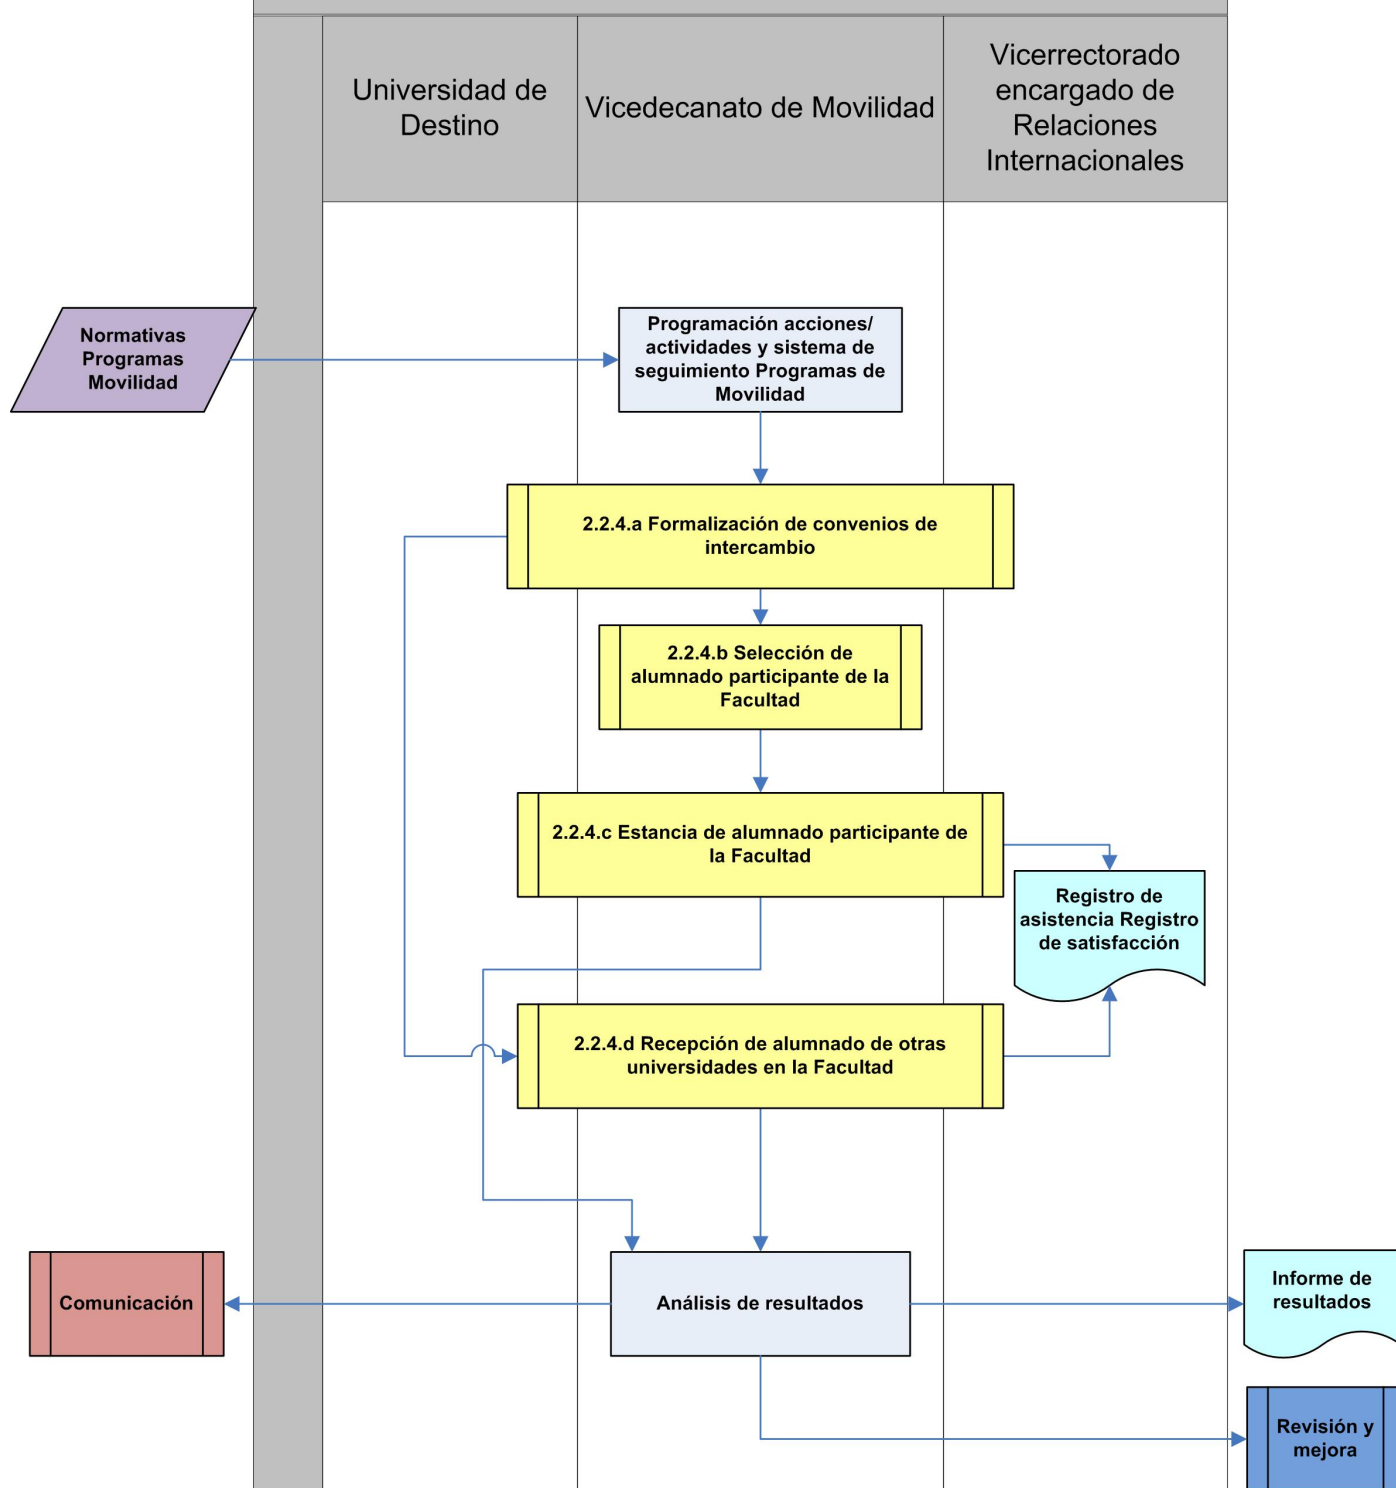 Universidad de
Destino
Vicedecanato de Movilidad
Vicerrectorado
encargado de
Relaciones
Internacionales
Normativas
Programas
Movilidad
Programación acciones/
actividades y sistema de
seguimiento Programas de
Movilidad
2.2.4.a Formalización de convenios de
intercambio
2.2.4.b Selección de
alumnado participante de la
Facultad
2.2.4.c Estancia de alumnado participante de
la Facultad
Registro de
asistencia Registro
de satisfacción
2.2.4.d Recepción de alumnado de otras
universidades en la Facultad
Comunicación
Análisis de resultados
Informe de
resultados
Revisión y
mejora